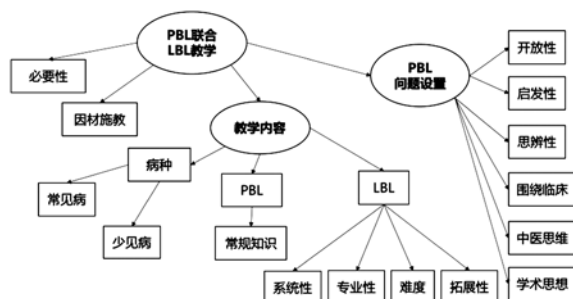 PBL联合
LBL教学
必要性
因材施教
教学内容
病种
常见病
少见病
PBL
常规知识
LBL
系统性
专业性
难度
拓展性
PBL
问题设置
开放性
启发性
思辨性
围绕临床
中医思维
学术思想